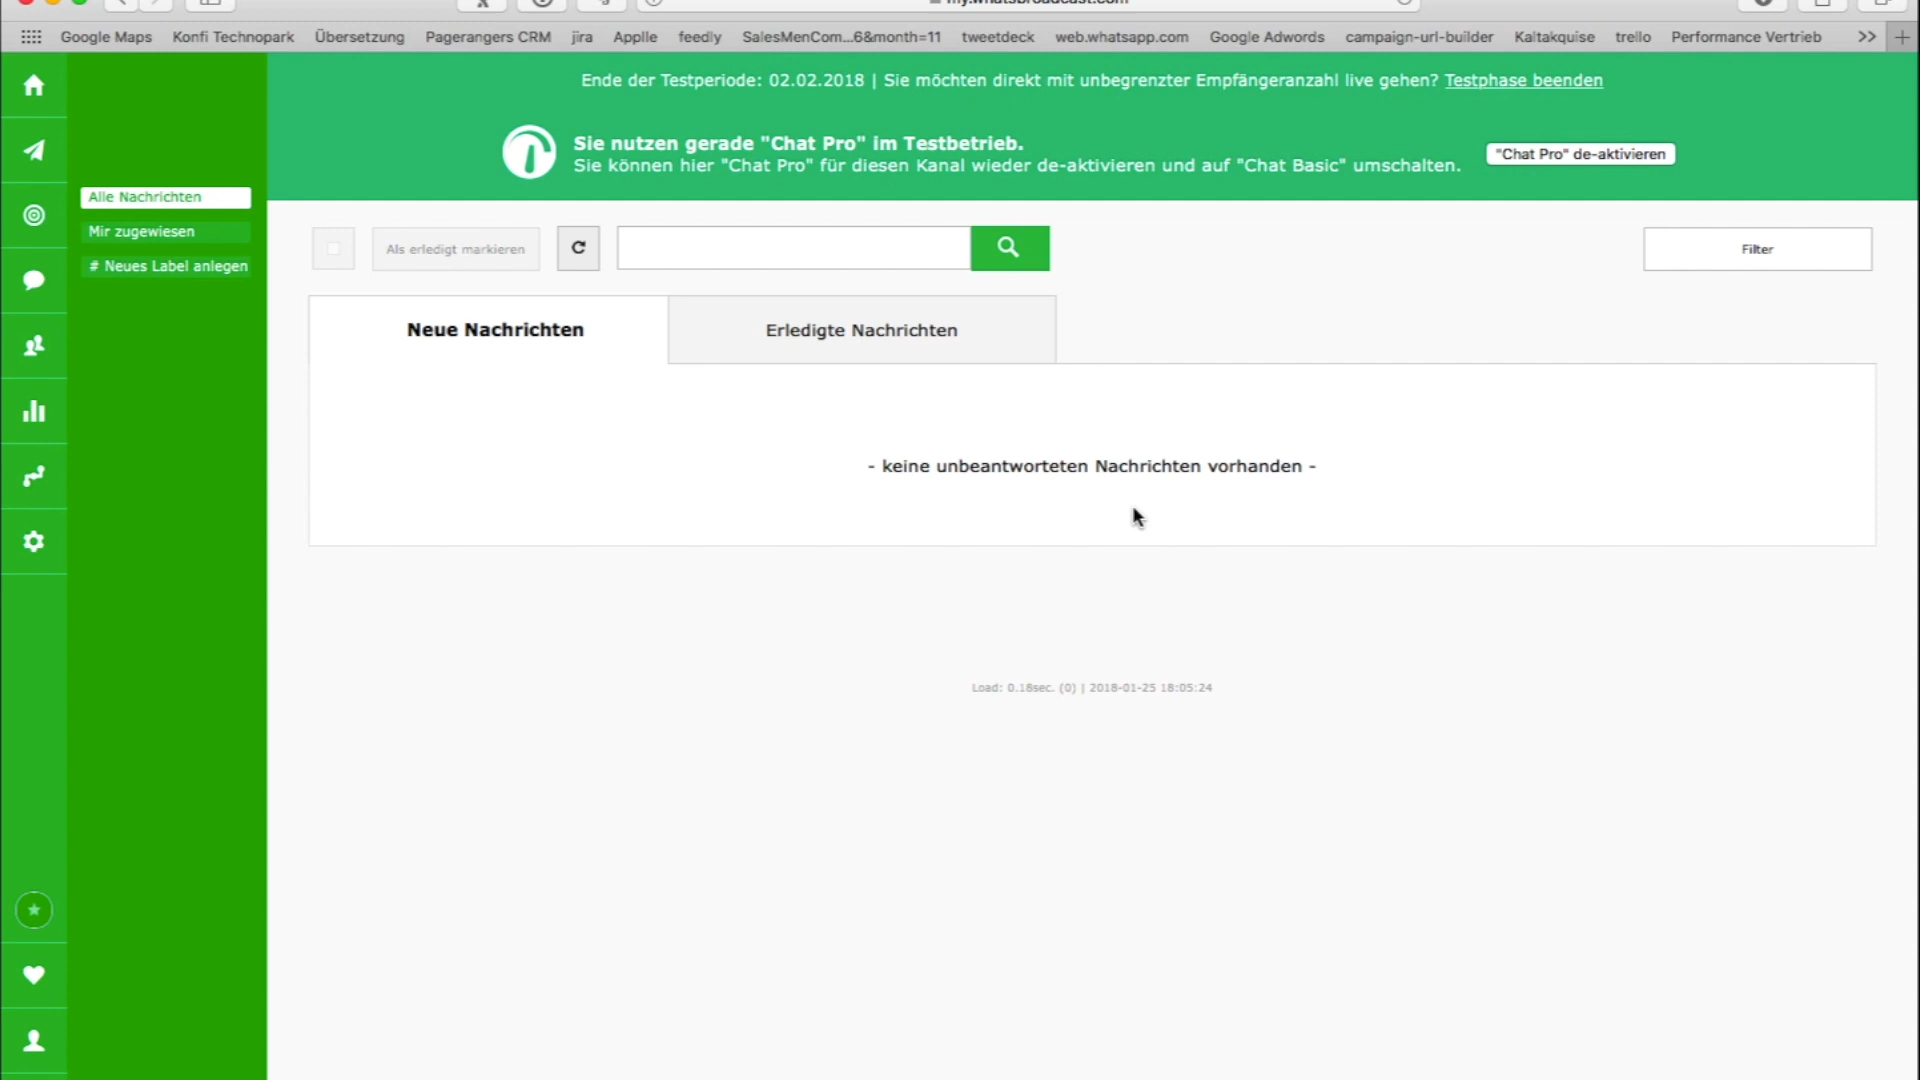 my.whatsbroadcast.com
Google Maps Konfi Technopark Übersetzung Pagerangers CRM jira Applle feedly SalesMenCom...6&month=11 tweetdeck web.whatsapp.com Google Adwords campaign-url-builder Kaltakquise trello Performance Vertrieb >> +
Ende der Testperiode: 02.02.2018 | Sie möchten direkt mit unbegrenzter Empfängeranzahl live gehen? Testphase beenden
Sie nutzen gerade "Chat Pro" im Testbetrieb.
Sie können hier "Chat Pro" für diesen Kanal wieder de-aktivieren und auf "Chat Basic" umschalten.
"Chat Pro" de-aktivieren
Alle Nachrichten
Mir zugewiesen
# Neues Label anlegen
Als erledigt markieren
Filter
Neue Nachrichten
Erledigte Nachrichten
- keine unbeantworteten Nachrichten vorhanden -
Load: 0.18sec. (0) | 2018-01-25 18:05:24